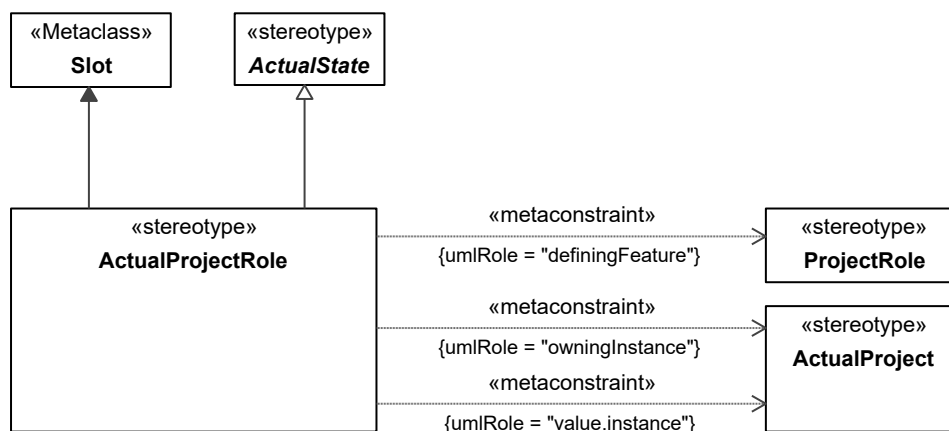 «Metaclass»
Slot
«stereotype»
ActualState
«stereotype»
ActualProjectRole
«metaconstraint»
{umlRole = "definingFeature"}
«stereotype»
ProjectRole
«metaconstraint»
{umlRole = "owningInstance"}
«stereotype»
ActualProject
«metaconstraint»
{umlRole = "value.instance"}